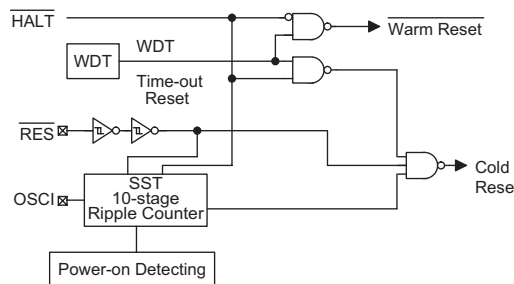 HALT
WDT
WDT
Time-out
Reset
Warm Reset
RES
OSCI
SST
10-stage
Ripple Counter
Power-on Detecting
Cold
Rese